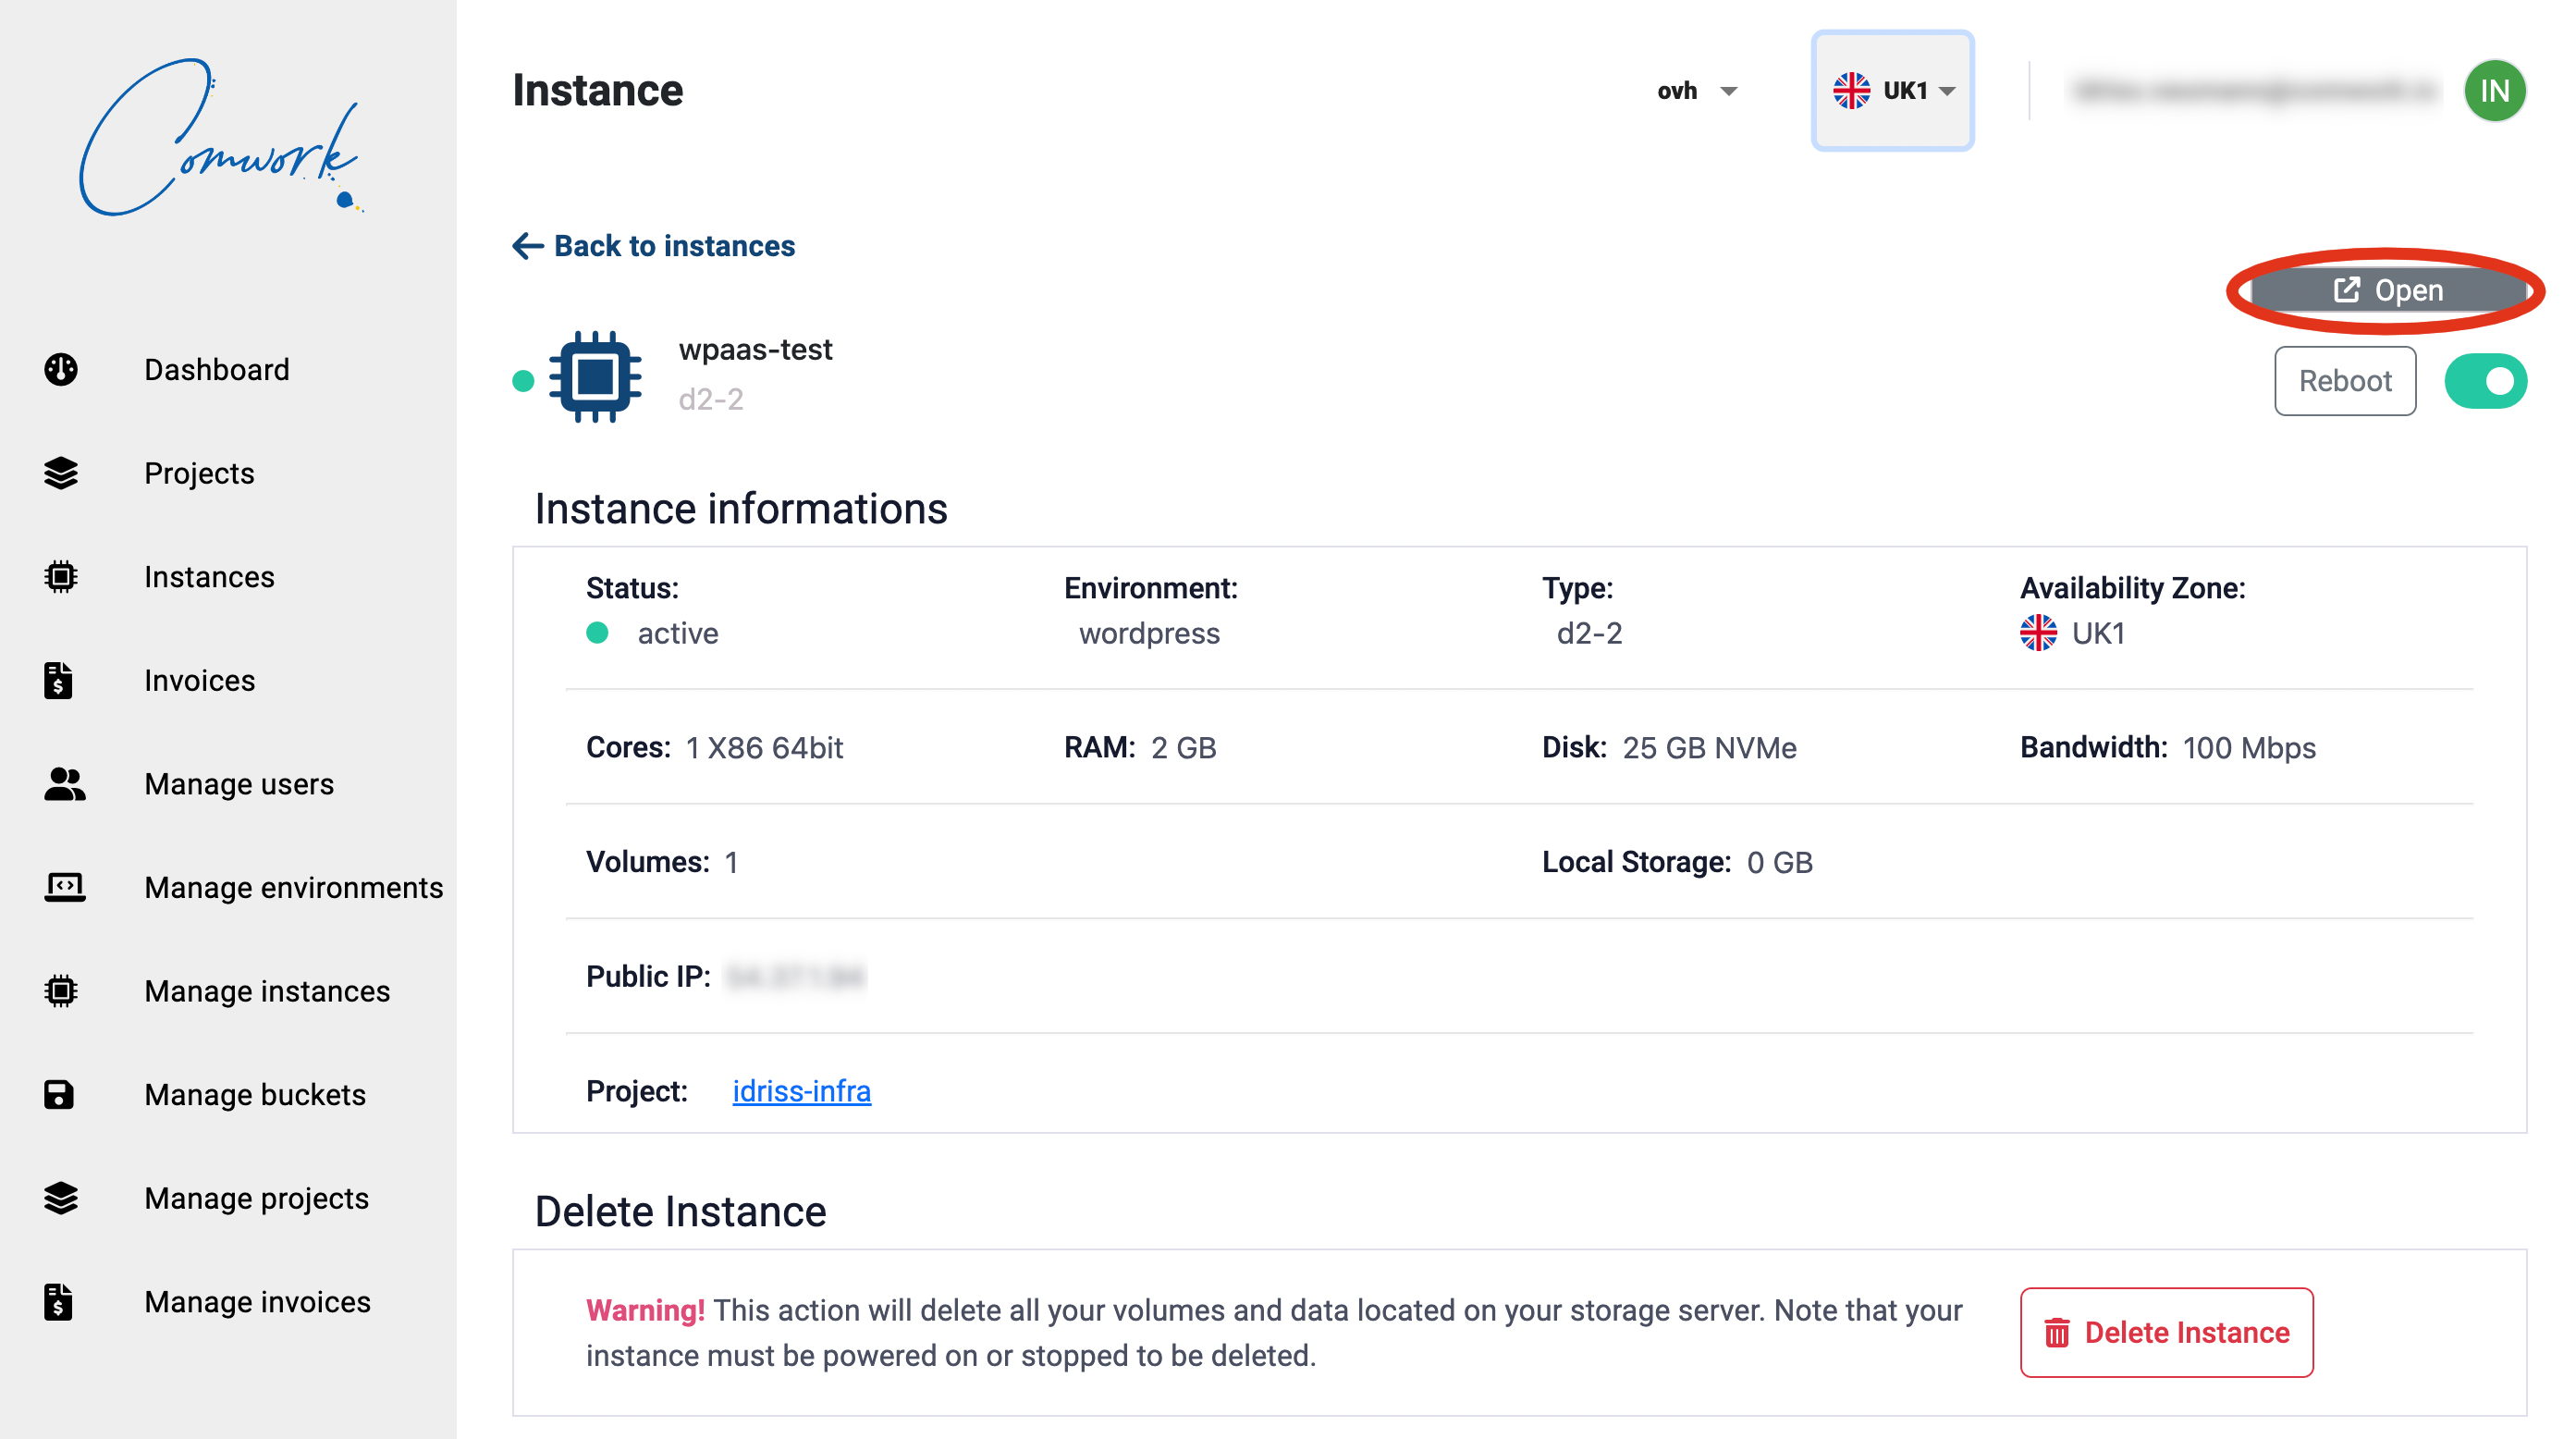 Comwork
Instance
ovh
UK1
IN
Back to instances
Open
wpaas-test
d2-2
Reboot
Dashboard
Projects
Instances
Invoices
Manage users
Manage environments
Manage instances
Manage buckets
Manage projects
Manage invoices
Instance informations
Status: Environment: Type: Availability Zone:
active wordpress d2-2 UK1
Cores: 1 X86 64bit RAM: 2 GB Disk: 25 GB NVMe Bandwidth: 100 Mbps
Volumes: 1 Local Storage: 0 GB
Public IP:
Project: idriss-infra
Delete Instance
Warning! This action will delete all your volumes and data located on your storage server. Note that your
instance must be powered on or stopped to be deleted.
Delete Instance